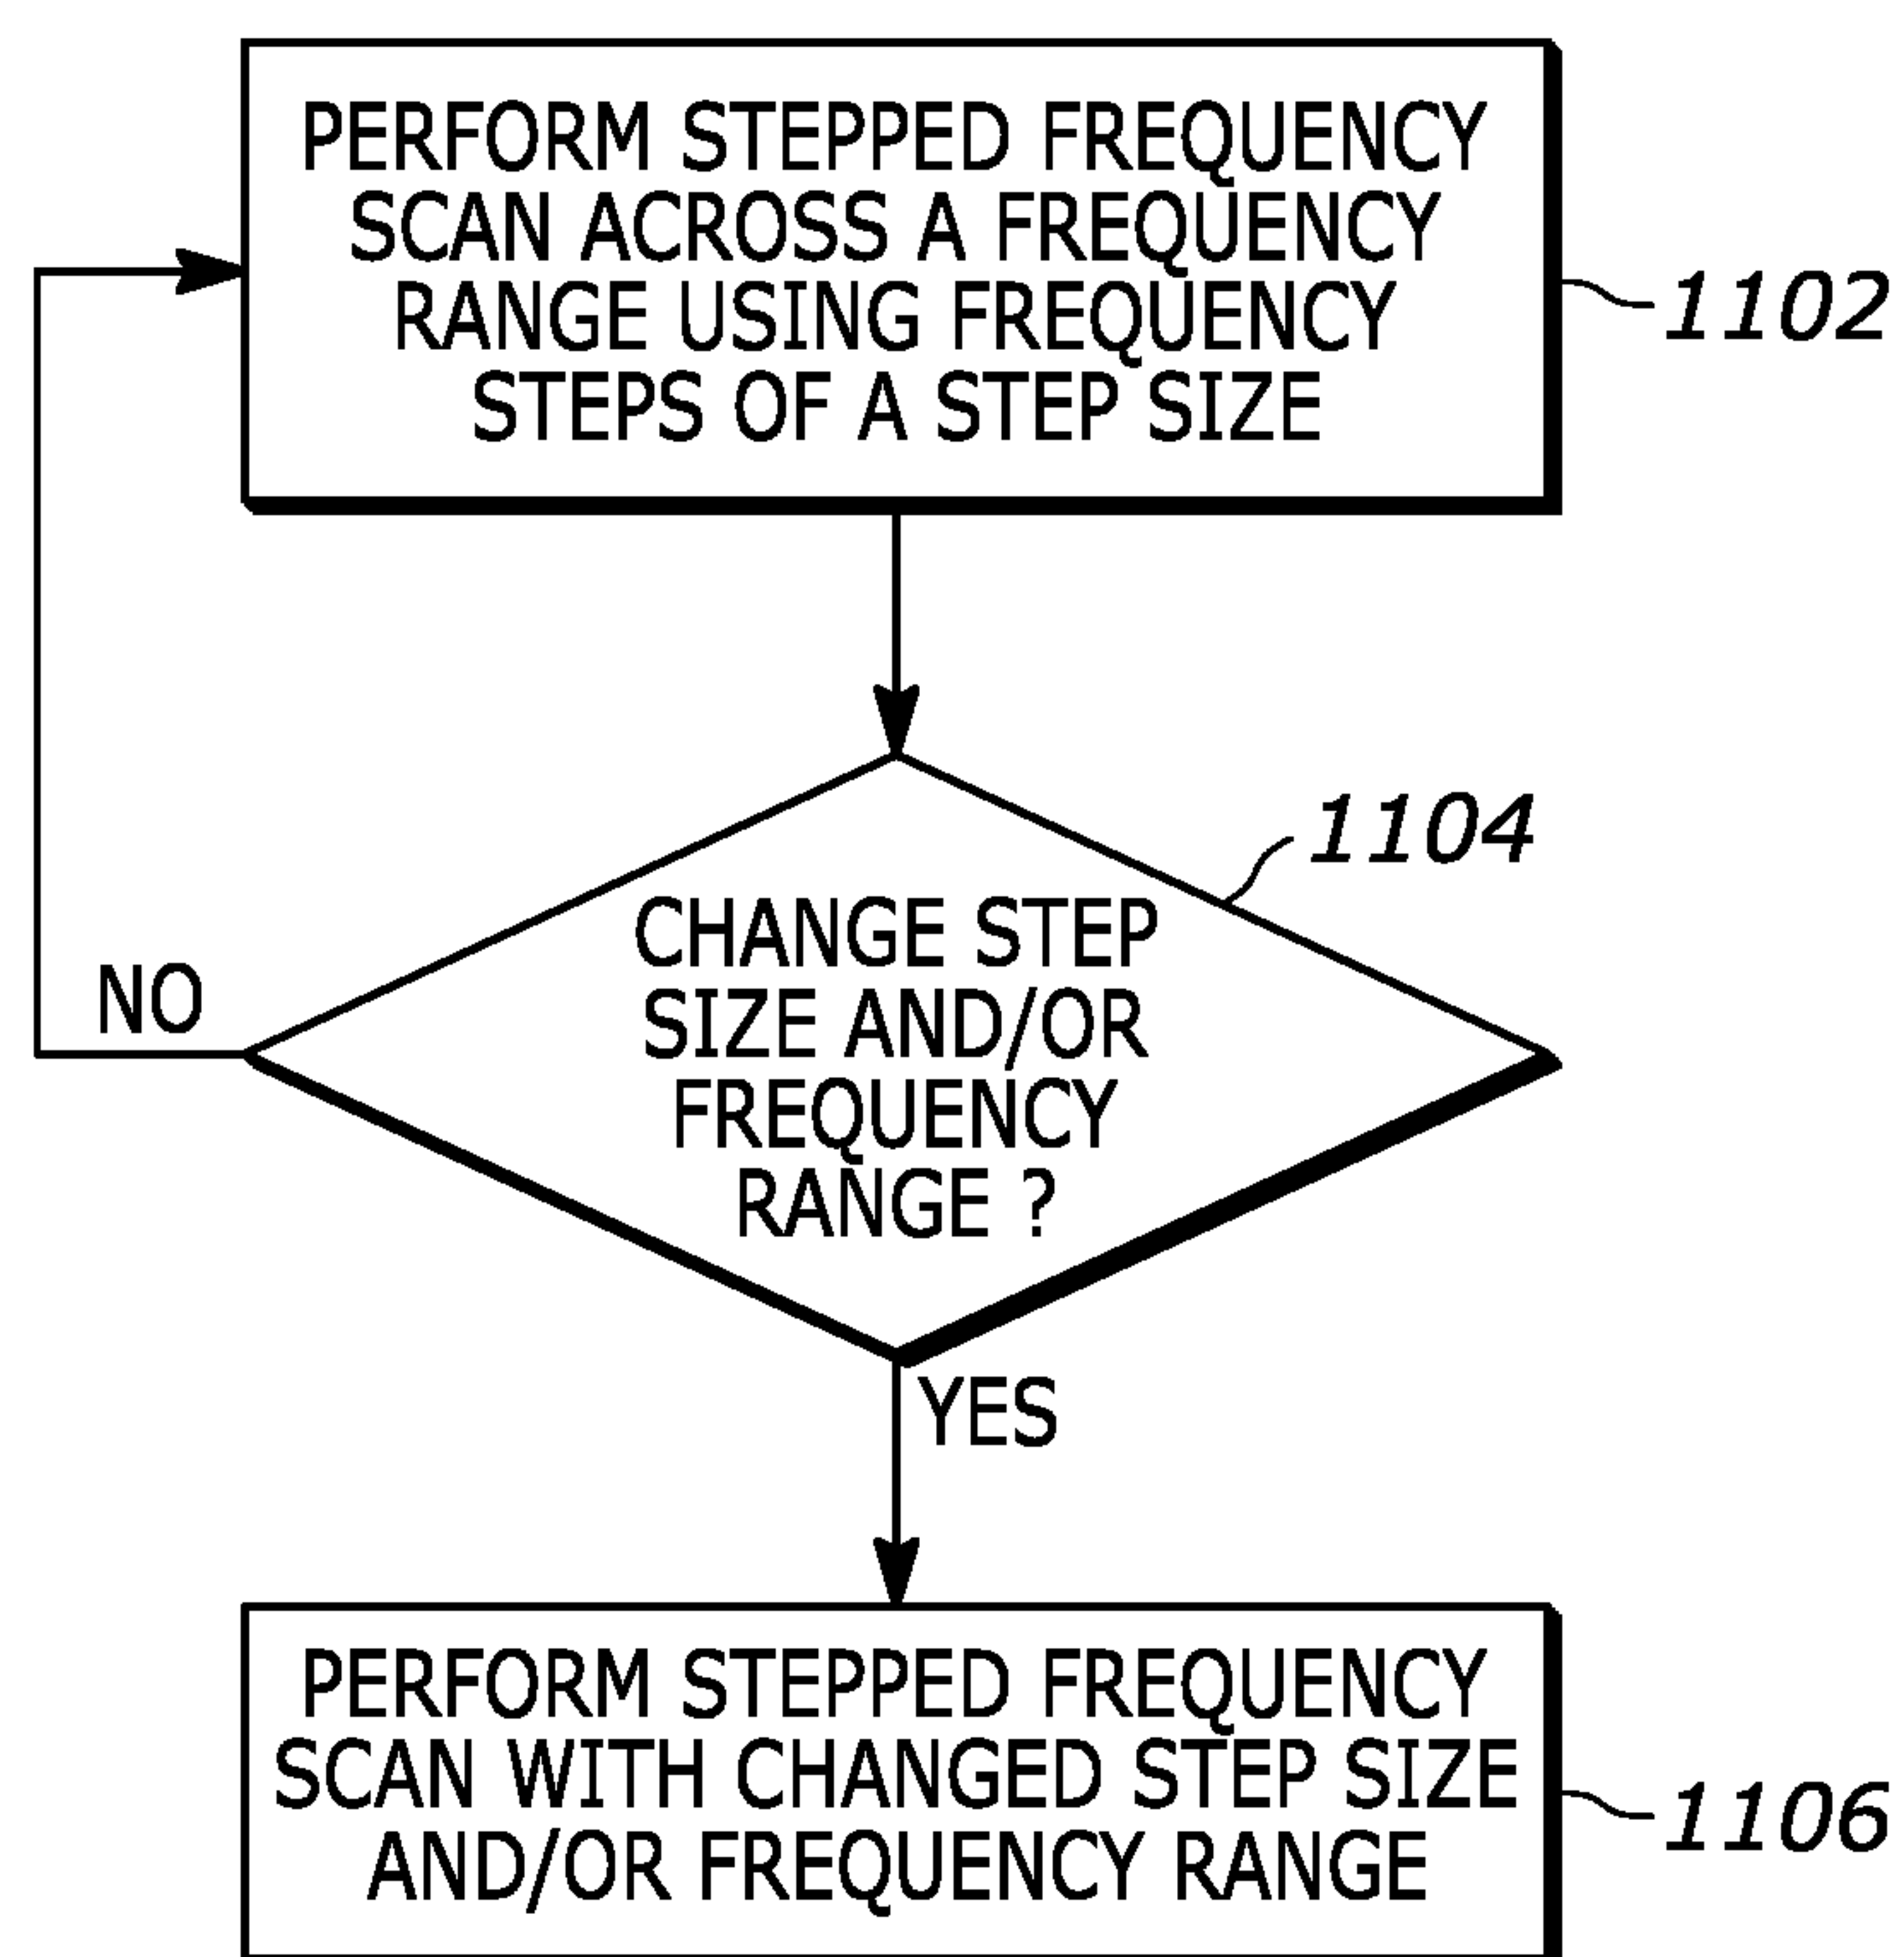 PERFORM STEPPED FREQUENCY
SCAN ACROSS A FREQUENCY
RANGE USING FREQUENCY
STEPS OF A STEP SIZE
1102
1104
CHANGE STEP
SIZE AND/OR
FREQUENCY
RANGE ?
NO
YES
PERFORM STEPPED FREQUENCY
SCAN WITH CHANGED STEP SIZE
AND/OR FREQUENCY RANGE
1106